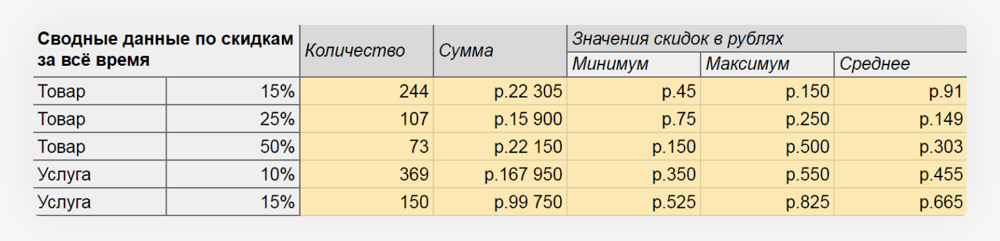 Сводные данные по скидкам
за всё время
Количество Сумма Значения скидок в рублях
Минимум Максимум Среднее
Товар 15% 244 р.22 305 р.45 р.150 р.91
Товар 25% 107 р.15 900 р.75 р.250 р.149
Товар 50% 73 р.22 150 р.150 р.500 р.303
Услуга 10% 369 р.167 950 р.350 р.550 р.455
Услуга 15% 150 р.99 750 р.525 р.825 р.665